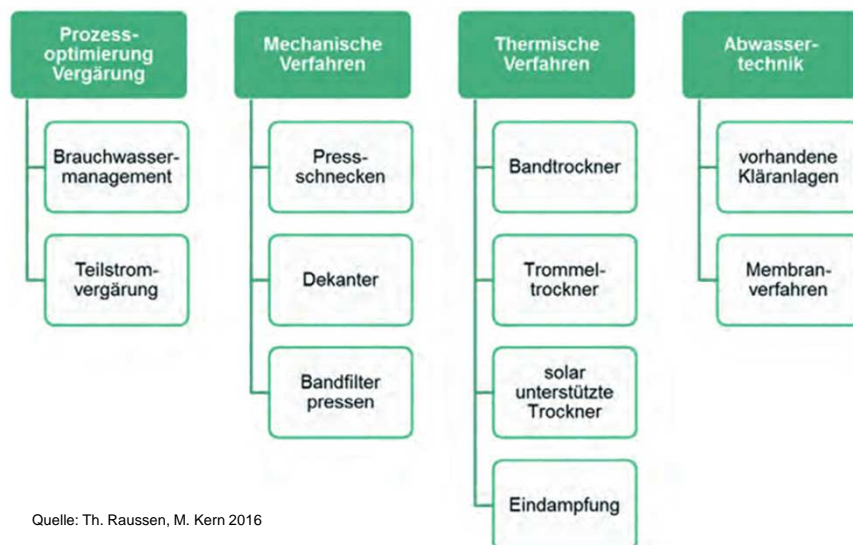 Prozess-
optimierung
Vergärung
Brauchwasser-
management
Teilstrom-
vergärung
Mechanische
Verfahren
Press-
schnecken
Dekanter
Bandfilter
pressen
Thermische
Verfahren
Bandtrockner
Trommel-
trockner
solar
unterstützte
Trockner
Eindampfung
Abwasser-
technik
vorhandene
Kläranlagen
Membran-
verfahren
Quelle: Th. Raussen, M. Kern 2016